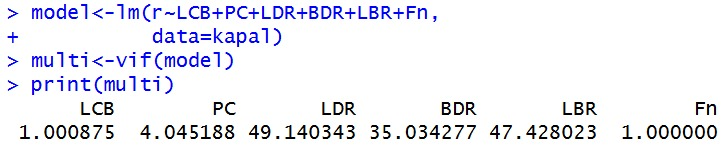 > model<-lm(r~LCB+PC+LDR+BDR+LBR+Fn,
+ data=kapal)
> multi<-vif(model)
> print(multi)
LCB PC LDR BDR LBR Fn
1.000875 4.045188 49.140343 35.034277 47.428023 1.000000